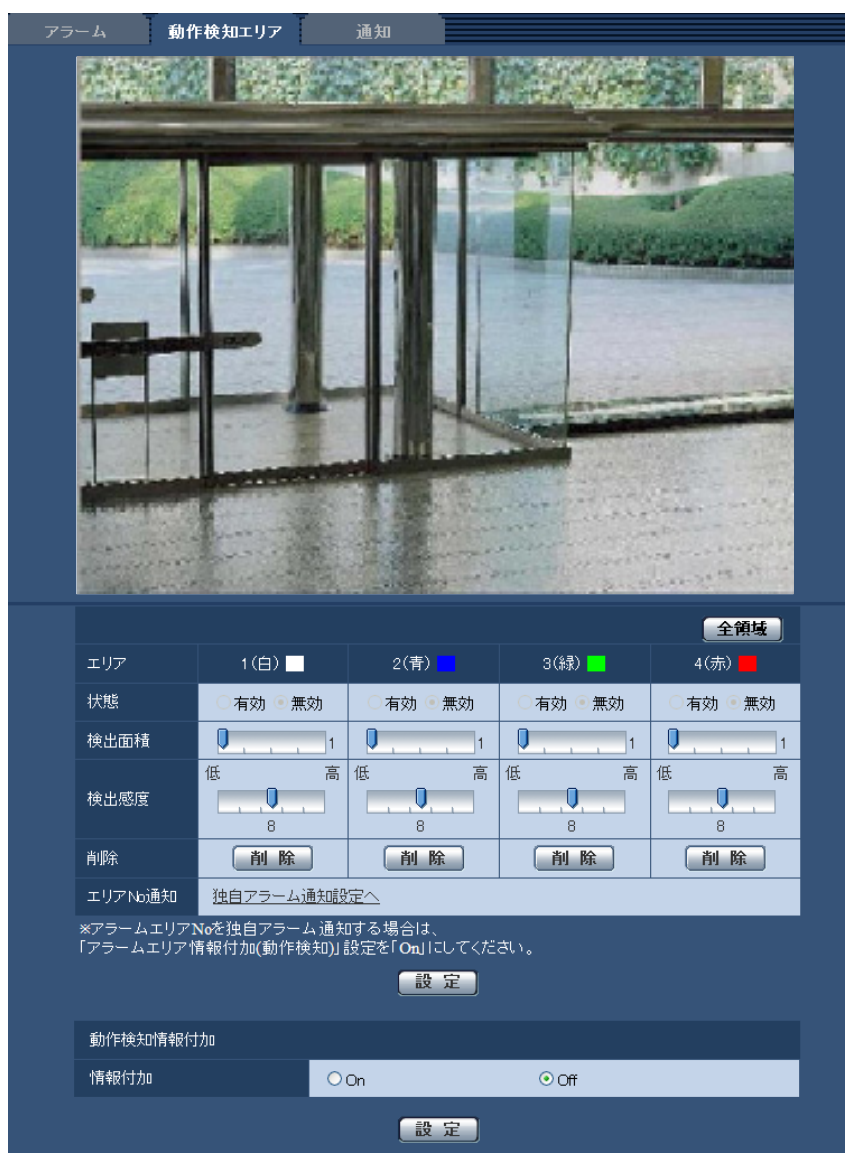 アラーム 動作検知エリア 通知
全領域
エリア 1(白) 2(青) 3(緑) 4(赤)
状態 有効 無効 有効 無効 有効 無効 有効 無効
検出面積 1 1 1 1
低 高 低 高 低 高 低 高
検出感度
8 8 8 8
削除 削除 削除 削除 削除
エリアNo通知 独自アラーム通知設定へ
※アラームエリアNoを独自アラーム通知する場合は、
「アラームエリア情報付加(動作検知)」設定を「On」にしてください。
設定
動作検知情報付加
情報付加 On Off
設定